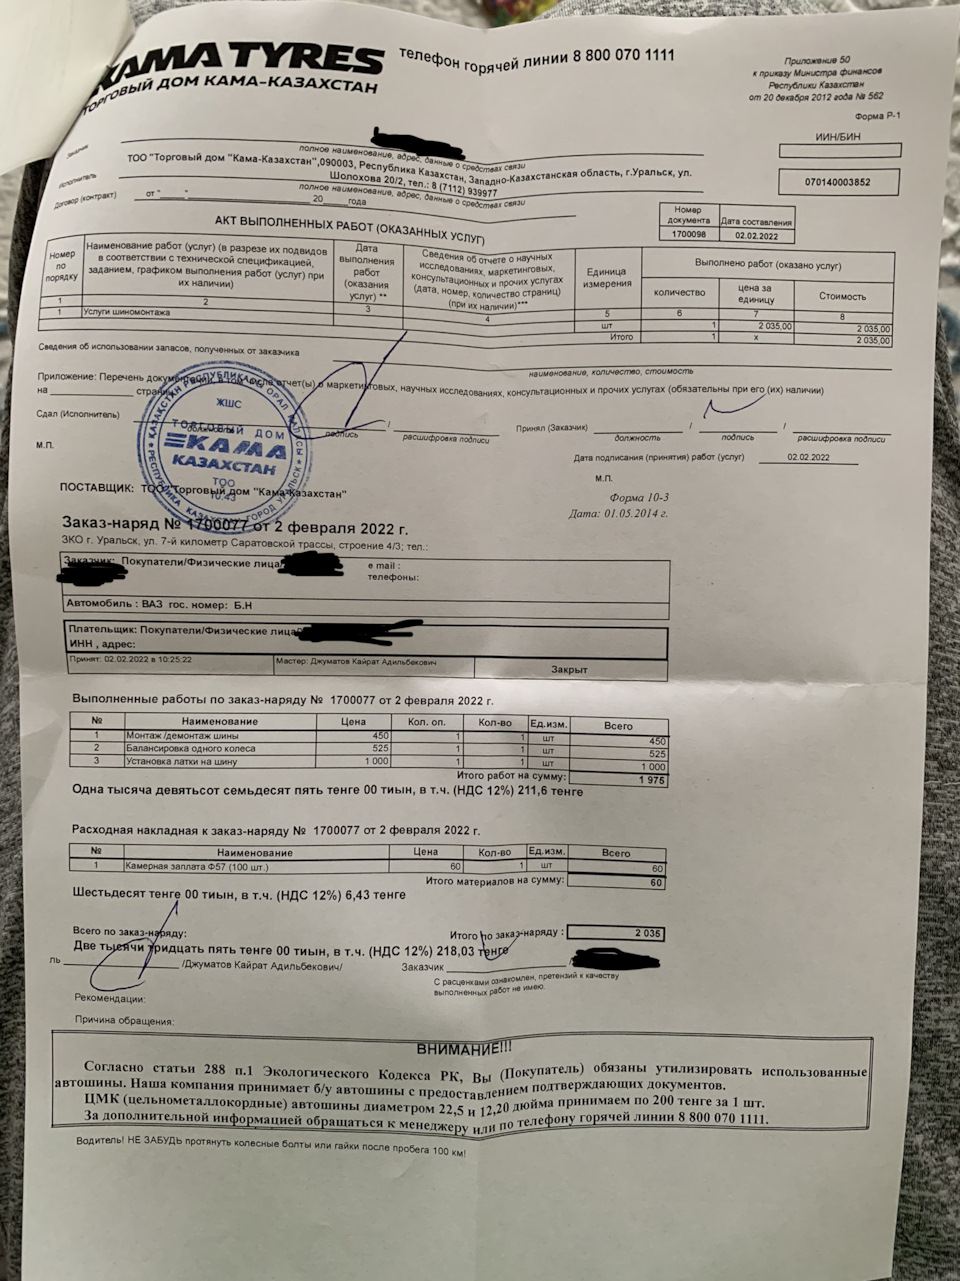 КАМА TYRES
ТОРГОВЫЙ ДОМ КАМА-КАЗАХСТАН
телефон горячей линии 8 800 070 1111
Приложение 50
к приказу Министра финансов
Республики Казахстан
от 20 декабря 2012 года № 562
Форма Р-1
ИИН/БИН
Заказчик
полное наименование, адрес, данные о средствах связи
Исполнитель
ТОО "Торговый дом "Кама-Казахстан",090003, Республика Казахстан, Западно-Казахстанская область, г.Уральск, ул.
Шолохова 20/2, тел.: 8 (7112) 939977
070140003852
полное наименование, адрес, данные о средствах связи
Договор (контракт) от "____" ____ 20 ____ года
Номер документа Дата составления
1700098 02.02.2022
АКТ ВЫПОЛНЕННЫХ РАБОТ (ОКАЗАННЫХ УСЛУГ)
Номер по порядку
Наименование работ (услуг) (в разрезе их подвидов в соответствии с технической спецификацией, заданием, графиком выполнения работ (услуг) при их наличии)
Дата выполнения работ (оказания услуг) **
Сведения об отчете о научных исследованиях, маркетинговых, консультационных и прочих услугах (дата, номер, количество страниц) (при их наличии)***
Единица измерения
Выполнено работ (оказано услуг)
количество цена за единицу Стоимость
1 2 3 4 5 6 7 8
1 Услуги шиномонтажа шт 1 2 035,00 2 035,00
Итого 1 х 2 035,00
Сведения об использовании запасов, полученных от заказчика
наименование, количество, стоимость
Приложение: Перечень документации, в том числе отчет(ы) о маркетинговых, научных исследованиях, консультационных и прочих услугах (обязательны при его (их) наличии)
на ____ страниц
Сдал (Исполнитель) / / Принял (Заказчик) / /
должность подпись расшифровка подписи должность подпись расшифровка подписи
М.П.
Дата подписания (принятия) работ (услуг) 02.02.2022
М.П.
ҚАЗАҚСТАН РЕСПУБЛИКАСЫ ОРАЛ ҚАЛАСЫ
РЕСПУБЛИКА КАЗАХСТАН ГОРОД УРАЛЬСК
ЖШС
ТОРГОВЫЙ ДОМ
КАМА
КАЗАХСТАН
ТОО
10:43
ПОСТАВЩИК: ТОО "Торговый дом "Кама-Казахстан"
Форма 10-3
Дата: 01.05.2014 г.
Заказ-наряд № 1700077 от 2 февраля 2022 г.
ЗКО г. Уральск, ул. 7-й километр Саратовской трассы, строение 4/3; тел.:
Заказчик: Покупатели/Физические лица e mail :
телефоны:
Автомобиль : ВАЗ гос. номер: Б.Н
Плательщик: Покупатели/Физические лица
ИНН , адрес:
Принят: 02.02.2022 в 10:25:22 Мастер: Джуматов Кайрат Адильбекович Закрыт
Выполненные работы по заказ-наряду № 1700077 от 2 февраля 2022 г.
№ Наименование Цена Кол. оп. Кол-во Ед.изм. Всего
1 Монтаж /демонтаж шины 450 1 1 шт 450
2 Балансировка одного колеса 525 1 1 шт 525
3 Установка латки на шину 1 000 1 1 шт 1 000
Итого работ на сумму: 1 975
Одна тысяча девятьсот семьдесят пять тенге 00 тиын, в т.ч. (НДС 12%) 211,6 тенге
Расходная накладная к заказ-наряду № 1700077 от 2 февраля 2022 г.
№ Наименование Цена Кол-во Ед.изм. Всего
1 Камерная заплата Ф57 (100 шт.) 60 1 шт 60
Итого материалов на сумму: 60
Шестьдесят тенге 00 тиын, в т.ч. (НДС 12%) 6,43 тенге
Всего по заказ-наряду: Итого по заказ-наряду : 2 035
Две тысячи тридцать пять тенге 00 тиын, в т.ч. (НДС 12%) 218,03 тенге
ль /Джуматов Кайрат Адильбекович/ Заказчик /
С расценками ознакомлен, претензий к качеству
выполненных работ не имею.
Рекомендации:
Причина обращения:
ВНИМАНИЕ!!!
Согласно статьи 288 п.1 Экологического Кодекса РК, Вы (Покупатель) обязаны утилизировать использованные
автошины. Наша компания принимает б/у автошины с предоставлением подтверждающих документов.
ЦМК (цельнометаллокордные) автошины диаметром 22,5 и 12,20 дюйма принимаем по 200 тенге за 1 шт.
За дополнительной информацией обращаться к менеджеру или по телефону горячей линии 8 800 070 1111.
Водитель! НЕ ЗАБУДЬ протянуть колесные болты или гайки после пробега 100 км!